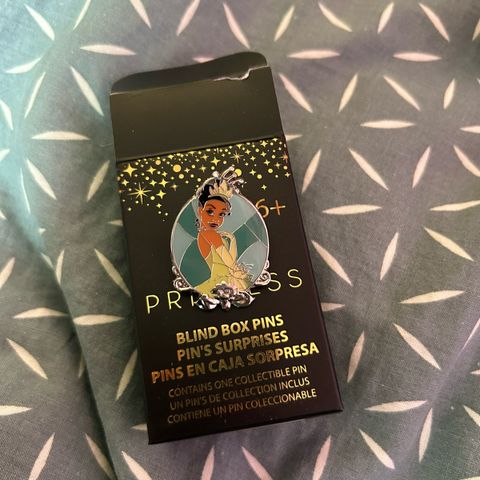 6+
PR CESS
BLIND BOX PINS
PIN'S SURPRISES
PINS EN CAJA SORPRESA
CONTAINS ONE COLLECTIBLE PIN
UN PIN'S DE COLLECTION INCLUS
CONTIENE UN PIN COLECCIONABLE